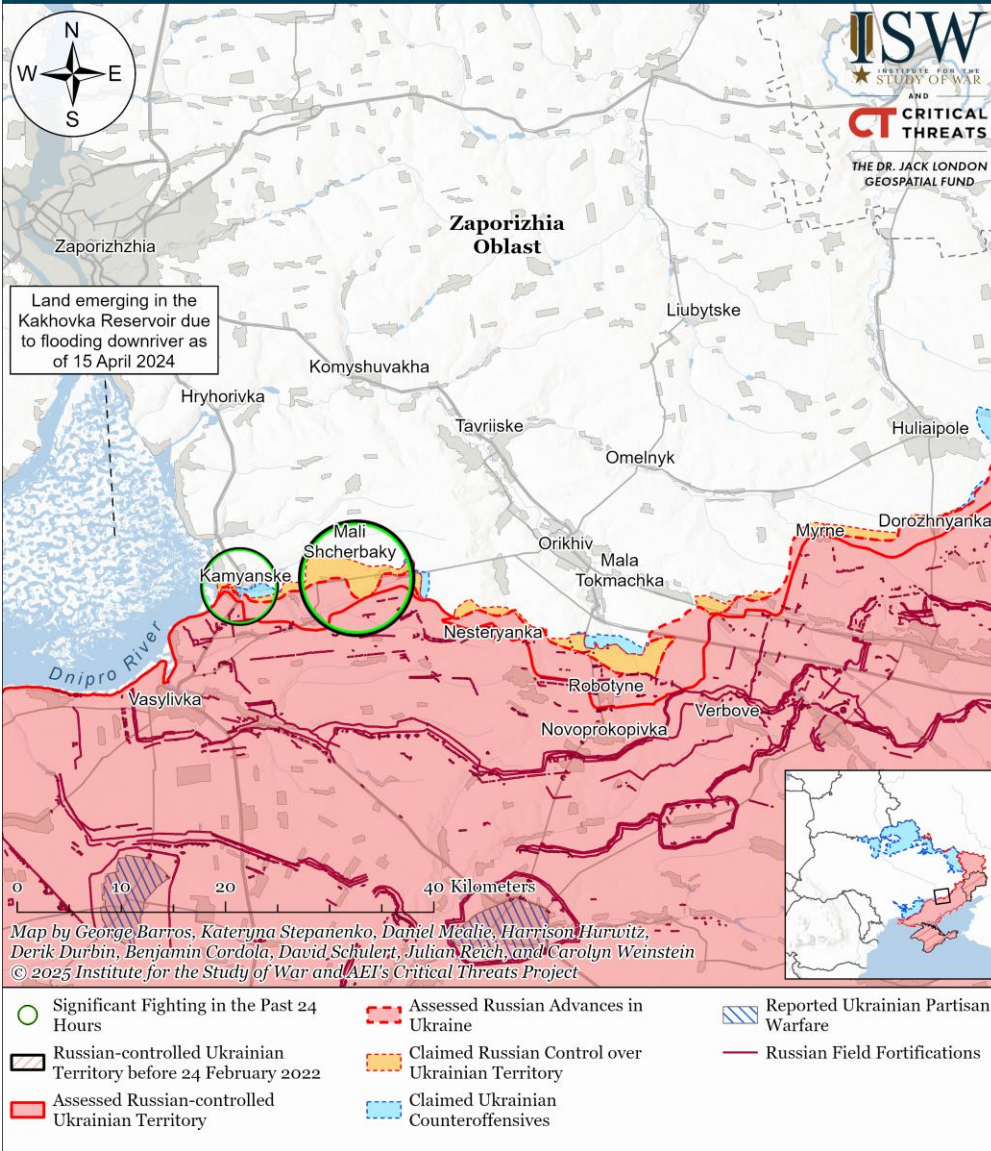 N
W E
S
ISW
INSTITUTE FOR THE
STUDY OF WAR
AND
CT CRITICAL
THREATS
THE DR. JACK LONDON
GEOSPATIAL FUND
Zaporizhia
Oblast
Zaporizhzhia
Land emerging in the
Kakhovka Reservoir due
to flooding downriver as
of 15 April 2024
Liubytske
Komyshuvakha
Hryhorivka
Tavriiske
Huliaipole
Omelnyk
Mali
Shcherbaky
Myrne
Dorozhnyanka
Orikhiv
Kamyanske
Mala
Tokmachka
Nesteryanka
Dnipro River
Robotyne
Vasylivka
Verbove
Novoprokopivka
0 10 20 40 Kilometers
Map by George Barros, Kateryna Stepanenko, Daniel Mealie, Harrison Hurwitz,
Derik Durbin, Benjamin Cordola, David Schulert, Julian Reich, and Carolyn Weinstein
© 2025 Institute for the Study of War and AEI's Critical Threats Project
Significant Fighting in the Past 24
Hours
Russian-controlled Ukrainian
Territory before 24 February 2022
Assessed Russian-controlled
Ukrainian Territory
Assessed Russian Advances in
Ukraine
Claimed Russian Control over
Ukrainian Territory
Claimed Ukrainian
Counteroffensives
Reported Ukrainian Partisan
Warfare
Russian Field Fortifications